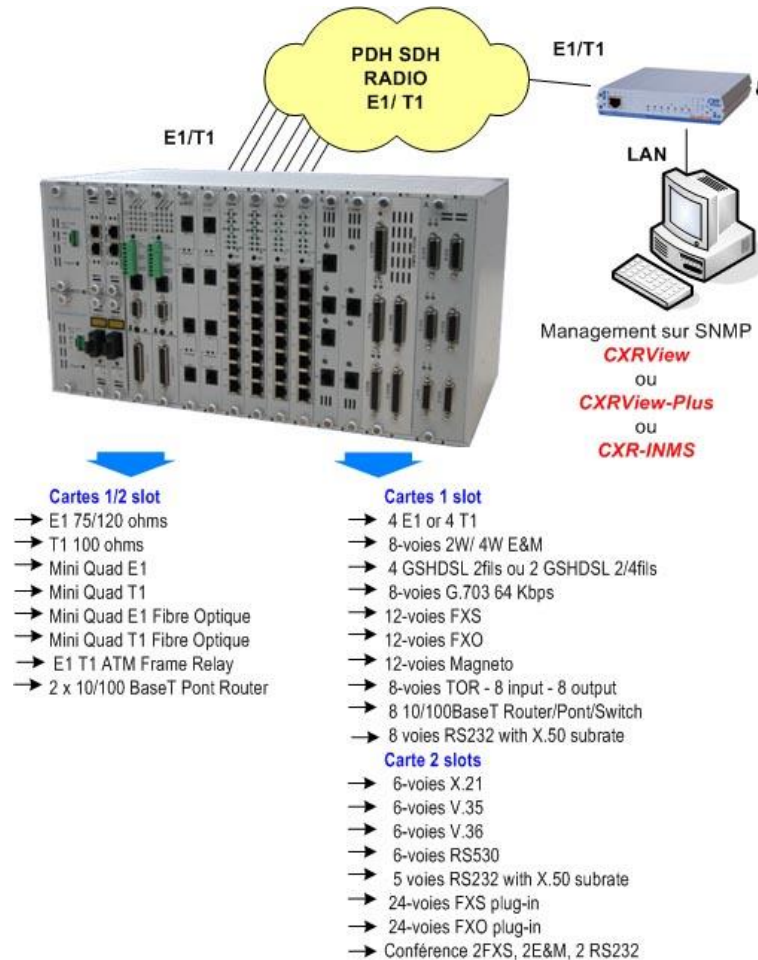 PDH SDH
RADIO
E1/ T1
E1/T1
E1/T1
LAN
Management sur SNMP
CXRView
ou
CXRView-Plus
ou
CXR-INMS
Cartes 1/2 slot
E1 75/120 ohms
T1 100 ohms
Mini Quad E1
Mini Quad T1
Mini Quad E1 Fibre Optique
Mini Quad T1 Fibre Optique
E1 T1 ATM Frame Relay
2 x 10/100 BaseT Pont Router
Cartes 1 slot
4 E1 or 4 T1
8-voies 2W/ 4W E&M
4 GSHDSL 2fils ou 2 GSHDSL 2/4fils
8-voies G.703 64 Kbps
12-voies FXS
12-voies FXO
12-voies Magneto
8-voies TOR - 8 input - 8 output
8 10/100BaseT Router/Pont/Switch
8 voies RS232 with X.50 subrate
Carte 2 slots
6-voies X.21
6-voies V.35
6-voies V.36
6-voies RS530
5 voies RS232 with X.50 subrate
24-voies FXS plug-in
24-voies FXO plug-in
Conférence 2FXS, 2E&M, 2 RS232